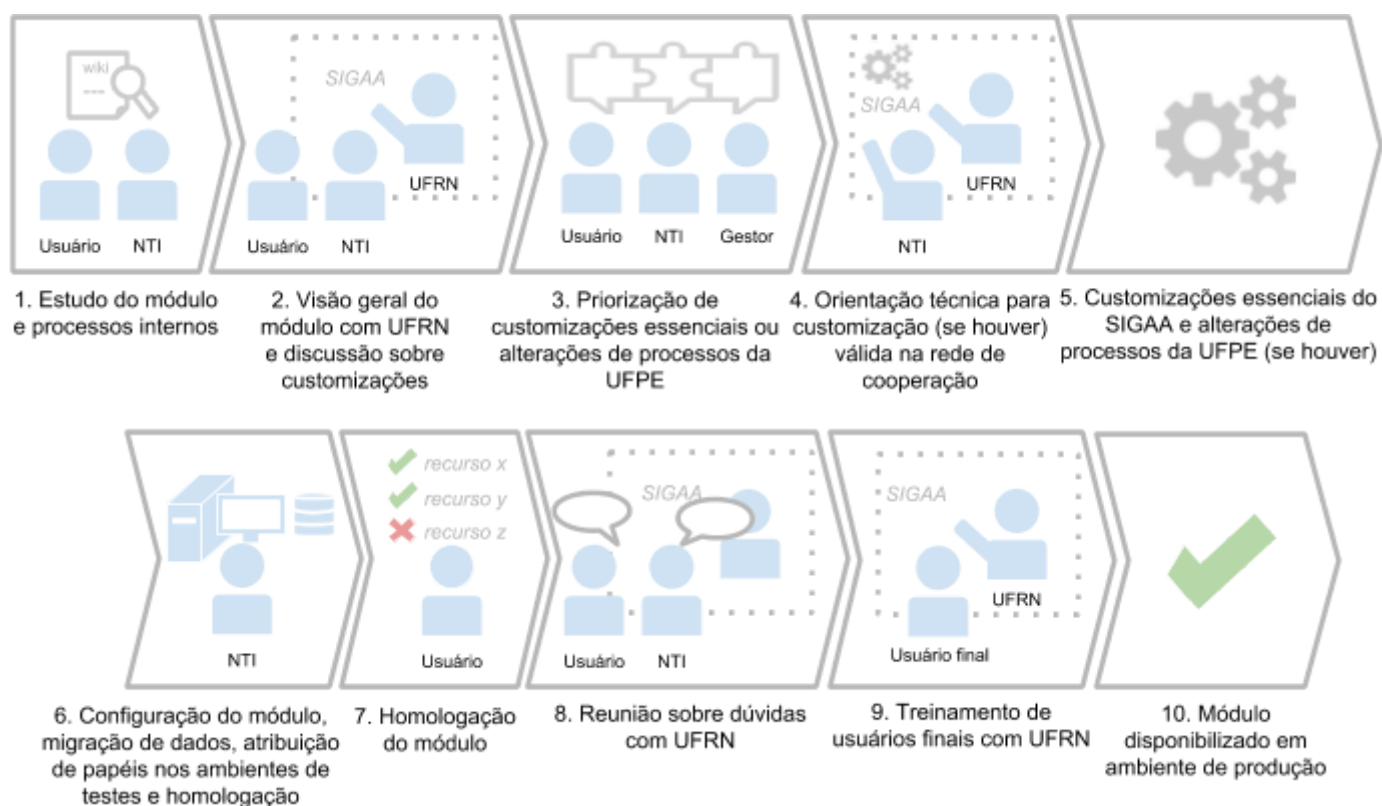 wiki
---
Usuário
NTI
SIGAA
UFRN
Usuário
NTI
Usuário
NTI
Gestor
SIGAA
UFRN
NTI
1. Estudo do módulo
e processos internos
2. Visão geral do
módulo com UFRN
e discussão sobre
customizações
3. Priorização de
customizações essenciais ou
alterações de processos da
UFPE
4. Orientação técnica para
customização (se houver)
válida na rede de
cooperação
5. Customizações essenciais do
SIGAA e alterações de
processos da UFPE (se houver)
NTI
recurso x
recurso y
recurso z
Usuário
SIGAA
Usuário
NTI
SIGAA
UFRN
Usuário final
6. Configuração do módulo,
migração de dados, atribuição
de papéis nos ambientes de
testes e homologação
7. Homologação
do módulo
8. Reunião sobre dúvidas
com UFRN
9. Treinamento de
usuários finais com UFRN
10. Módulo
disponibilizado em
ambiente de produção